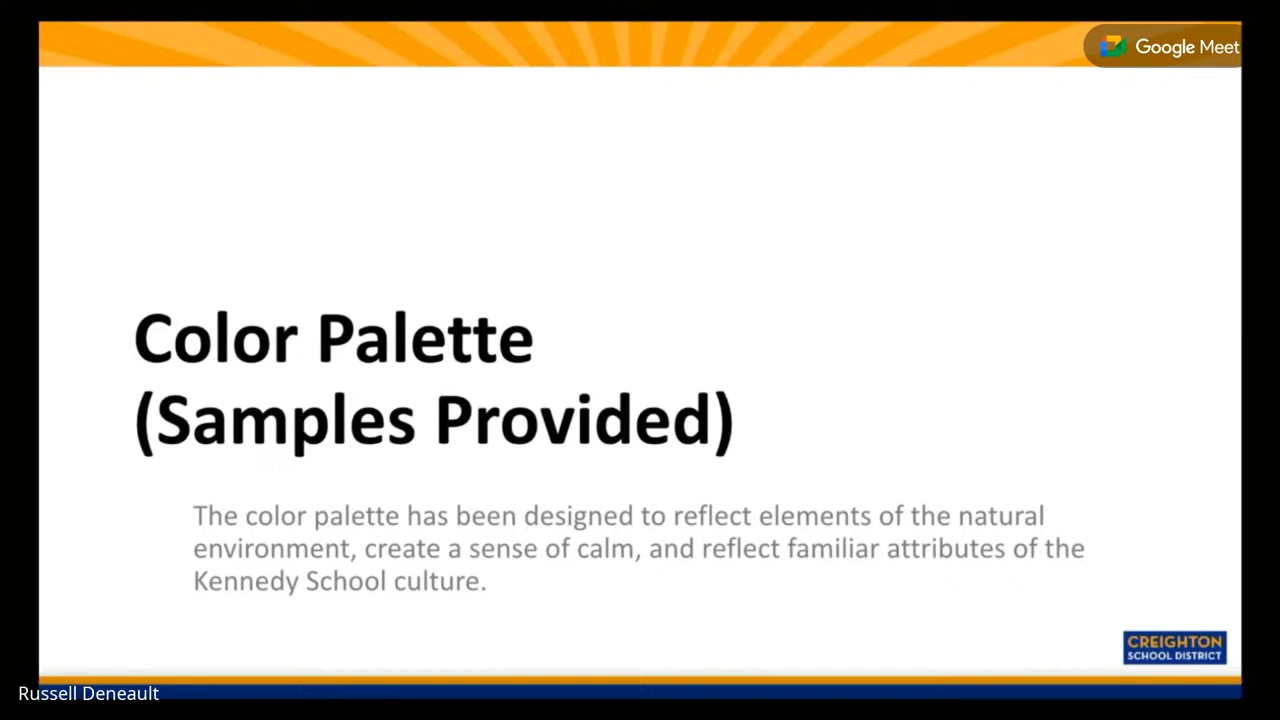 Google Meet
Color Palette
(Samples Provided)
The color palette has been designed to reflect elements of the natural
environment, create a sense of calm, and reflect familiar attributes of the
Kennedy School culture.
CREIGHTON
SCHOOL DISTRICT
Russell Deneault